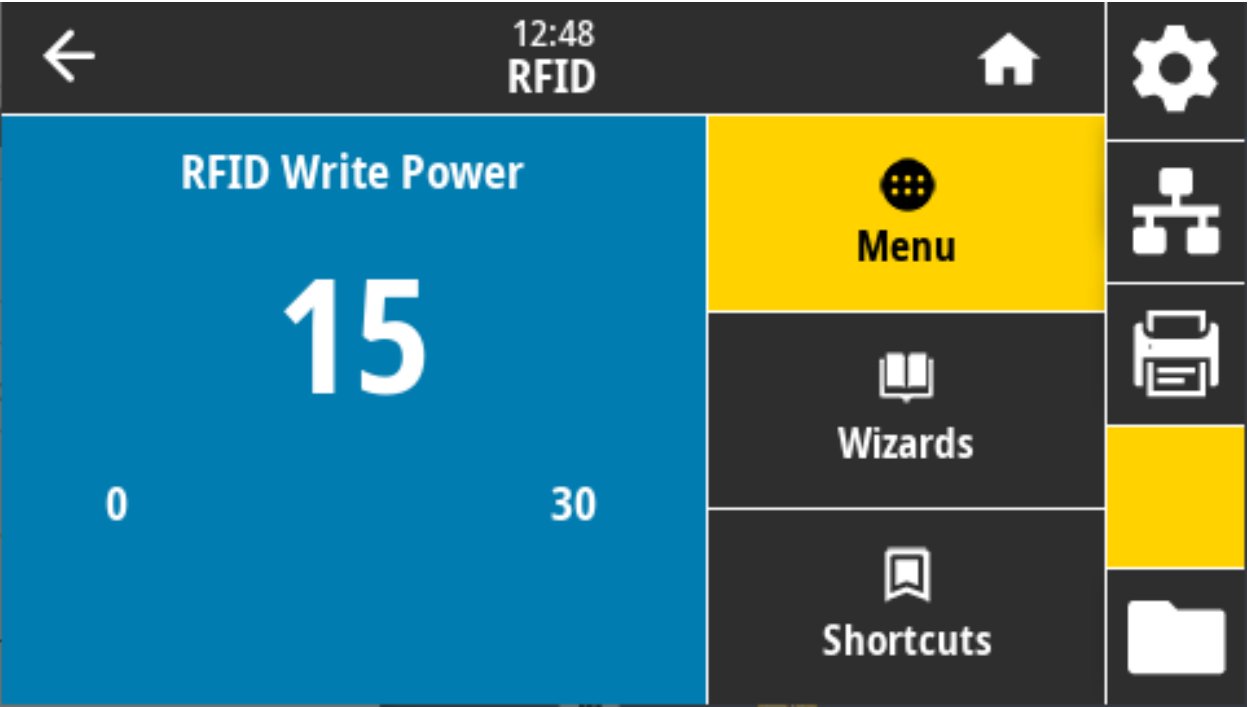 12:48
RFID
RFID Write Power
15
0 30
Menu
Wizards
Shortcuts